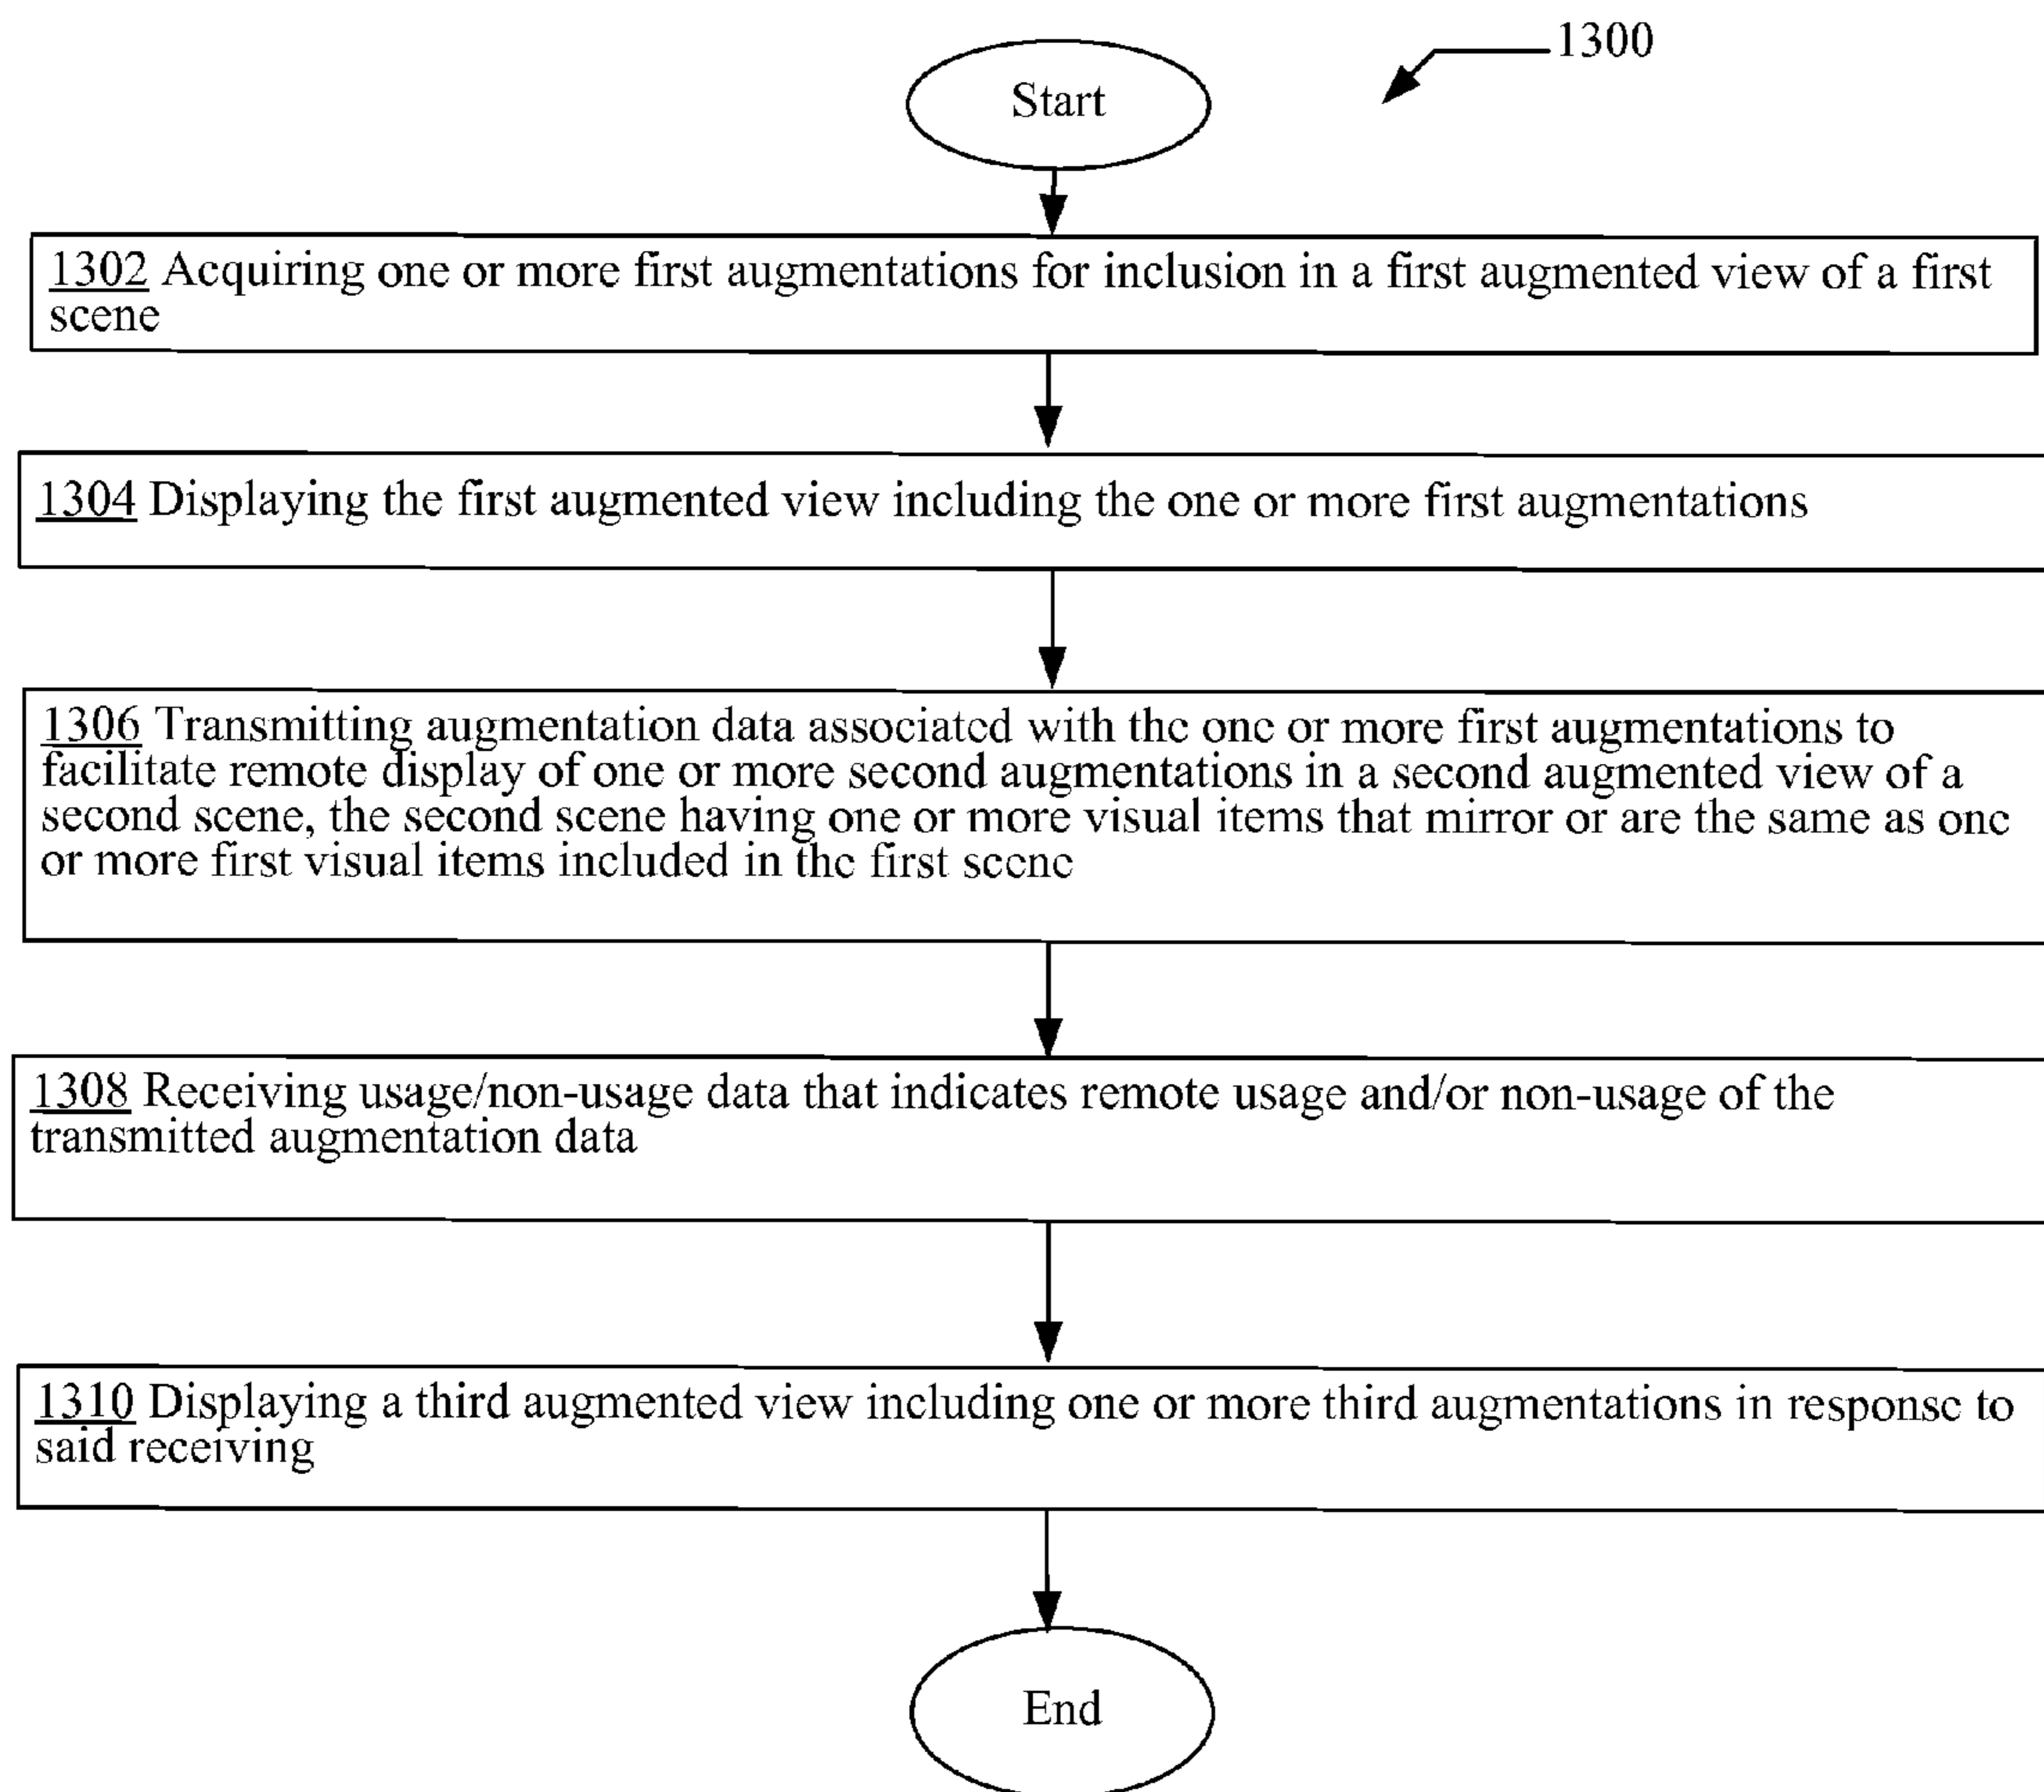 1300
Start
1302 Acquiring one or more first augmentations for inclusion in a first augmented view of a first
scene
1304 Displaying the first augmented view including the one or more first augmentations
1306 Transmitting augmentation data associated with the one or more first augmentations to
facilitate remote display of one or more second augmentations in a second augmented view of a
second scene, the second scene having one or more visual items that mirror or are the same as one
or more first visual items included in the first scene
1308 Receiving usage/non-usage data that indicates remote usage and/or non-usage of the
transmitted augmentation data
1310 Displaying a third augmented view including one or more third augmentations in response to
said receiving
End